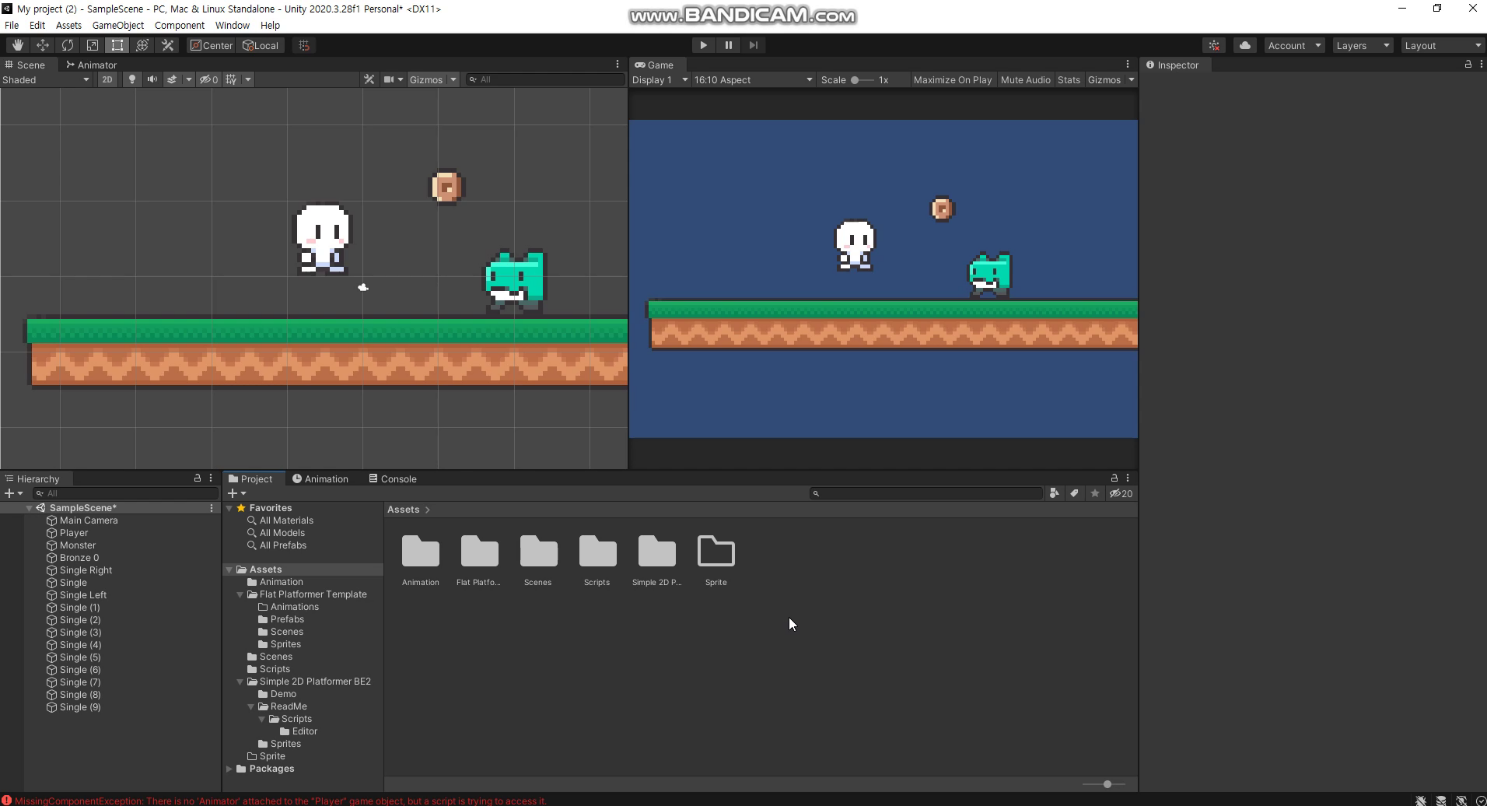 My project (2) - SampleScene - PC, Mac & Linux Standalone - Unity 2020.3.28f1 Personal* <DX11>
www.BANDICAM.com
File Edit Assets GameObject Component Window Help
Center Local Account Layers Layout
Scene Animator
Shaded 2D 0 Gizmos All
Game
Display 1 16:10 Aspect Scale 1x Maximize On Play Mute Audio Stats Gizmos
Inspector
Hierarchy
All
SampleScene*
Main Camera
Player
Monster
Bronze 0
Single Right
Single
Single Left
Single (1)
Single (2)
Single (3)
Single (4)
Single (5)
Single (6)
Single (7)
Single (8)
Single (9)
Project Animation Console
20
Favorites
All Materials
All Models
All Prefabs
Assets
Animation
Flat Platformer Template
Animations
Prefabs
Scenes
Sprites
Scenes
Scripts
Simple 2D Platformer BE2
Demo
ReadMe
Scripts
Editor
Sprites
Sprite
Packages
Assets >
Animation Flat Platfo... Scenes Scripts Simple 2D P... Sprite
MissingComponentException: There is no 'Animator' attached to the "Player" game object, but a script is trying to access it.